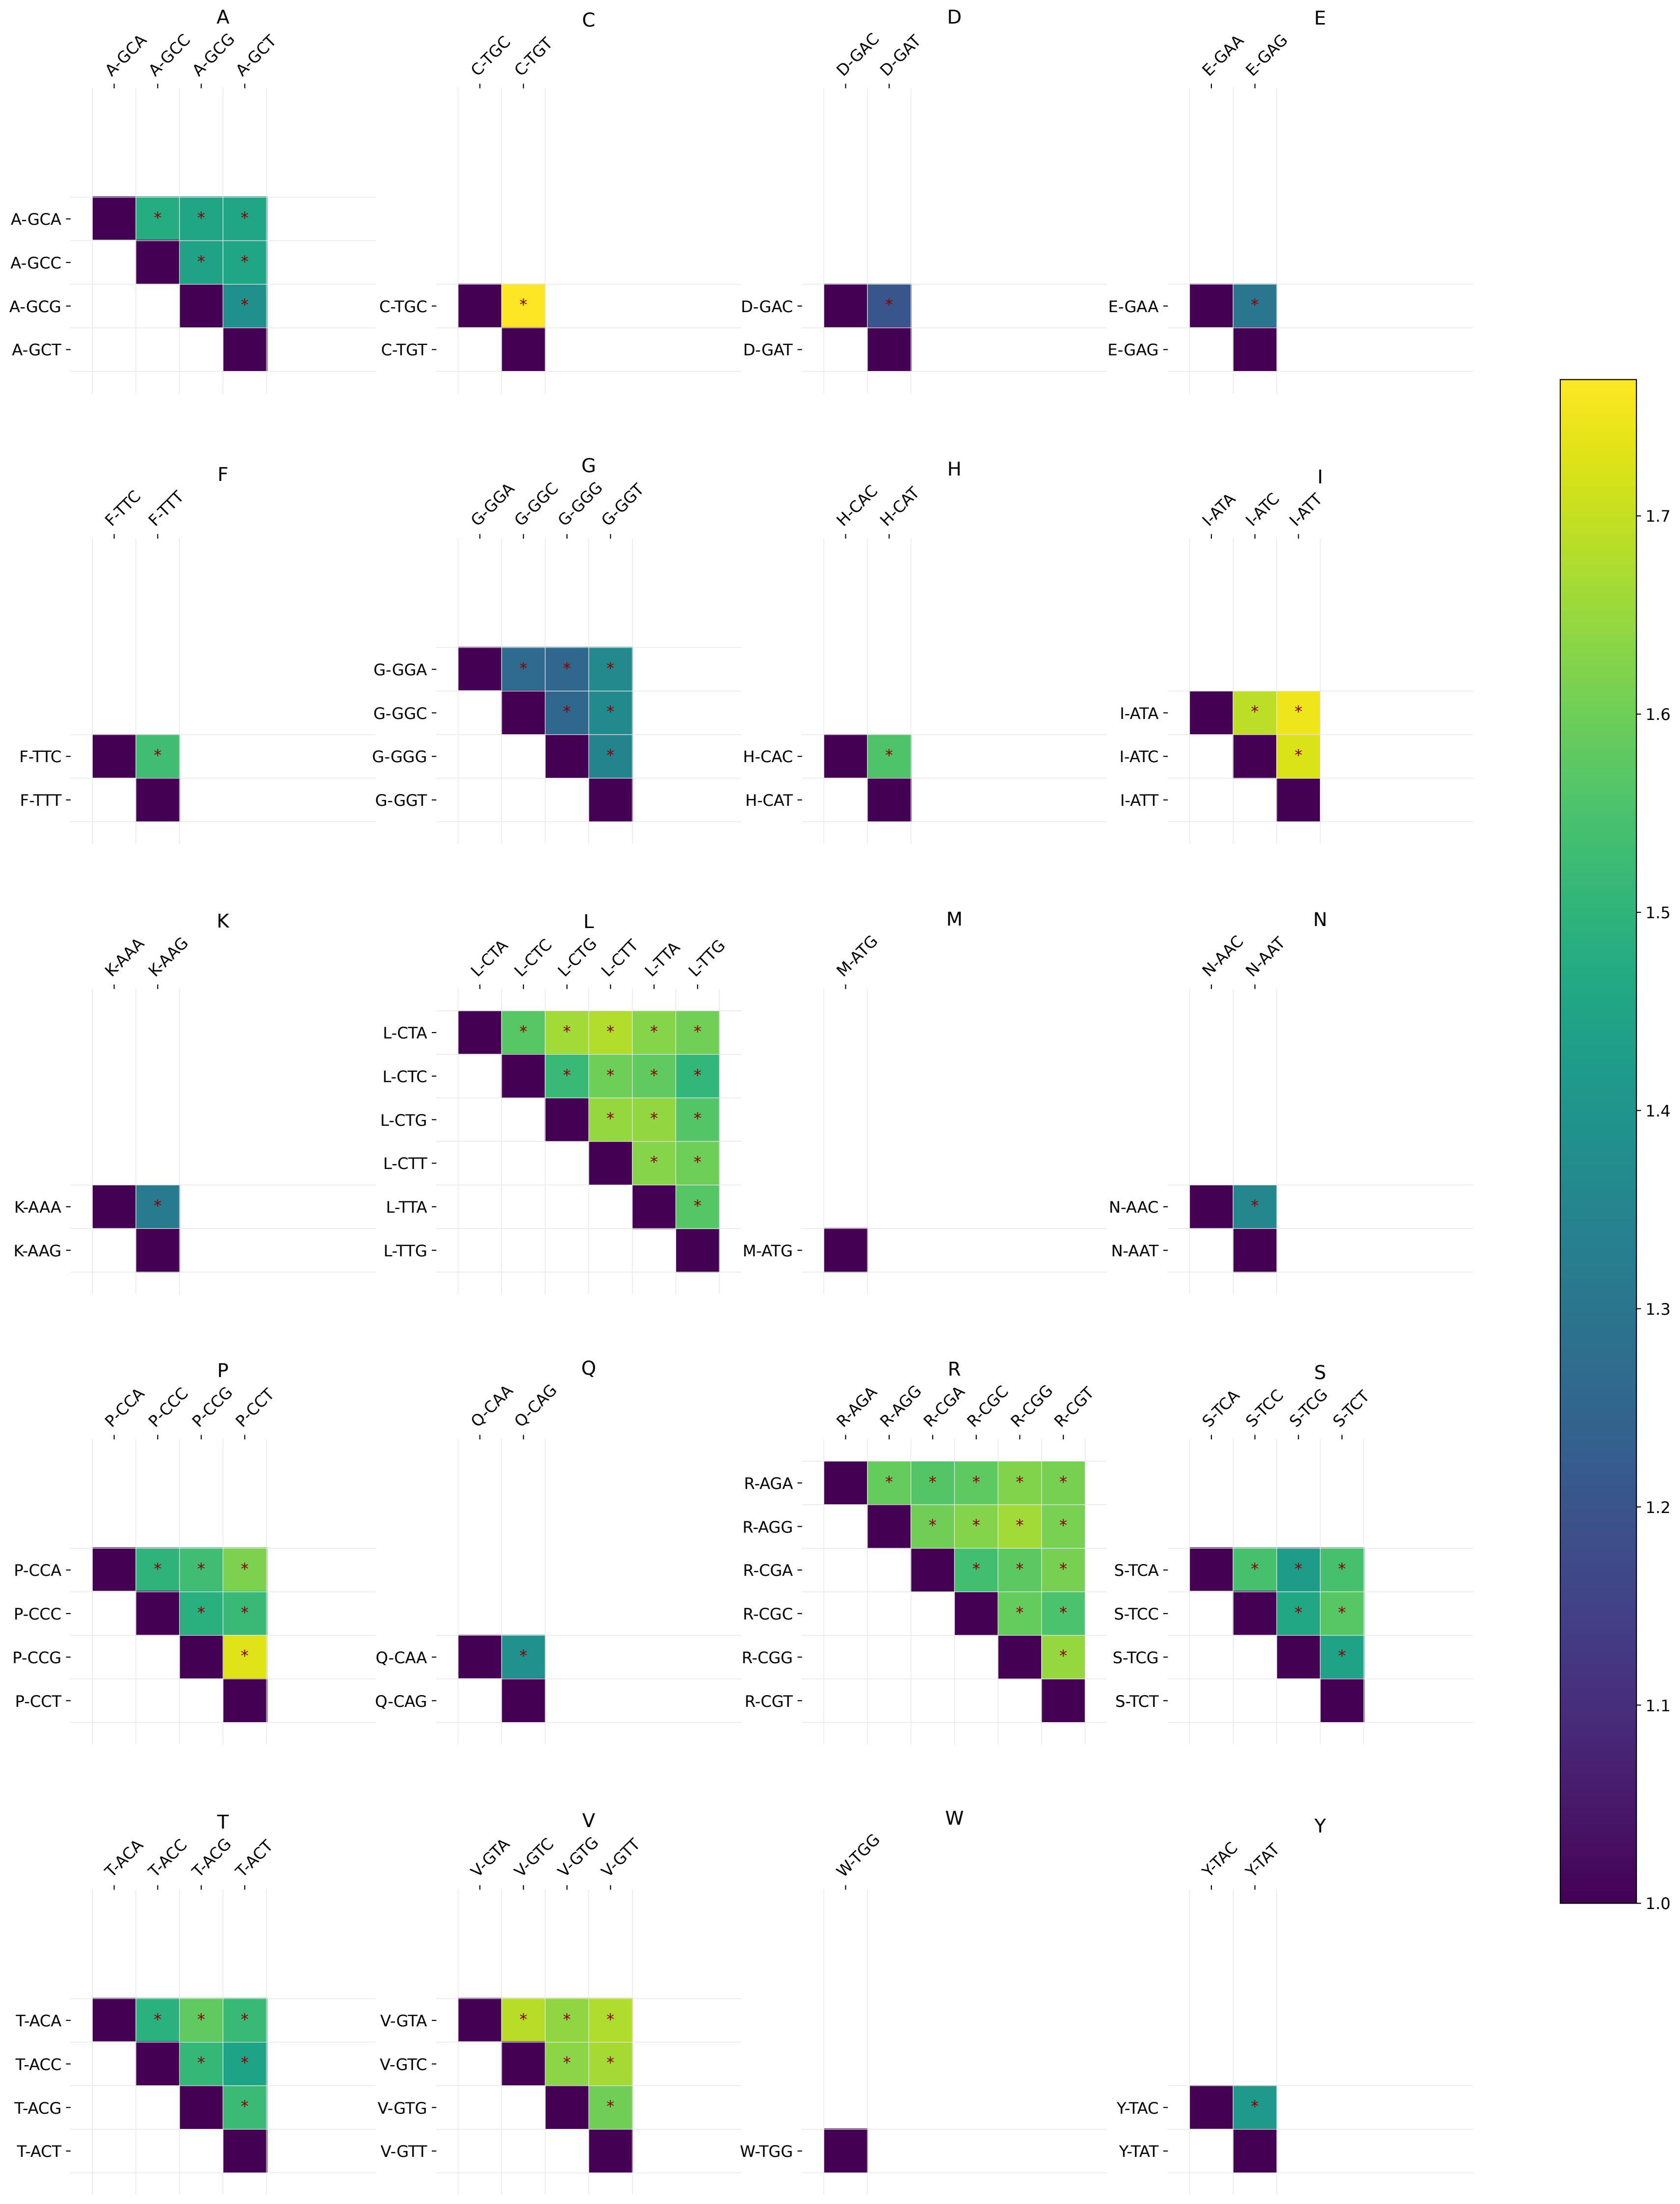 A C D E
A-GCA A-GCC A-GCG A-GCT C-TGC C-TGT D-GAC D-GAT E-GAA E-GAG
A-GCA * * *
A-GCC * *
A-GCG * C-TGC * D-GAC * E-GAA *
A-GCT C-TGT D-GAT E-GAG
F G H I
F-TTC F-TTT G-GGA G-GGC G-GGG G-GGT H-CAC H-CAT I-ATA I-ATC I-ATT
G-GGA * * *
G-GGC * * I-ATA * *
F-TTC * G-GGG * H-CAC * I-ATC *
F-TTT G-GGT H-CAT I-ATT
K L M N
K-AAA K-AAG L-CTA L-CTC L-CTG L-CTT L-TTA L-TTG M-ATG N-AAC N-AAT
L-CTA * * * * *
L-CTC * * * *
L-CTG * * *
L-CTT * *
K-AAA * L-TTA * N-AAC *
K-AAG L-TTG M-ATG N-AAT
P Q R S
P-CCA P-CCC P-CCG P-CCT Q-CAA Q-CAG R-AGA R-AGG R-CGA R-CGC R-CGG R-CGT S-TCA S-TCC S-TCG S-TCT
R-AGA * * * * *
R-AGG * * * *
P-CCA * * * R-CGA * * * S-TCA * * *
P-CCC * * R-CGC * * S-TCC * *
P-CCG * Q-CAA * R-CGG * S-TCG *
P-CCT Q-CAG R-CGT S-TCT
T V W Y
T-ACA T-ACC T-ACG T-ACT V-GTA V-GTC V-GTG V-GTT W-TGG Y-TAC Y-TAT
T-ACA * * * V-GTA * * *
T-ACC * * V-GTC * *
T-ACG * V-GTG * Y-TAC *
T-ACT V-GTT W-TGG Y-TAT
1.7
1.6
1.5
1.4
1.3
1.2
1.1
1.0